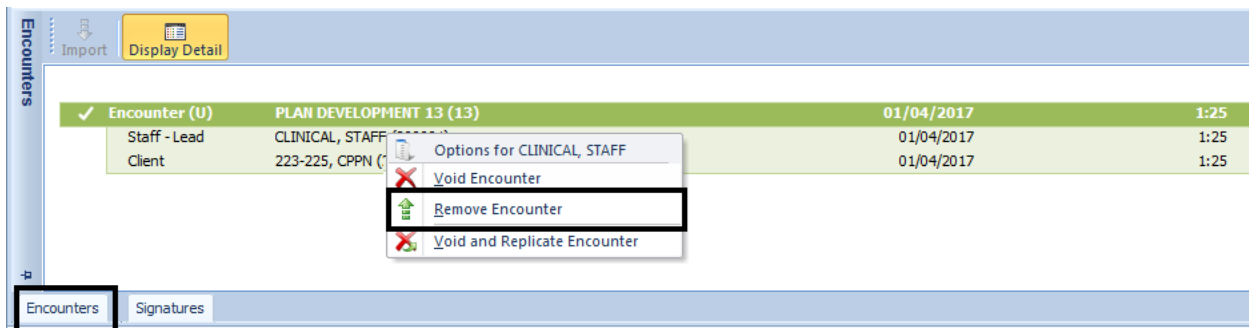 Encounters
Import
Display Detail
Encounter (U) PLAN DEVELOPMENT 13 (13) 01/04/2017 1:25
Staff - Lead CLINICAL, STAFF 01/04/2017 1:25
Client 223-225, CPPN ( 01/04/2017 1:25
Options for CLINICAL, STAFF
Void Encounter
Remove Encounter
Void and Replicate Encounter
Encounters Signatures